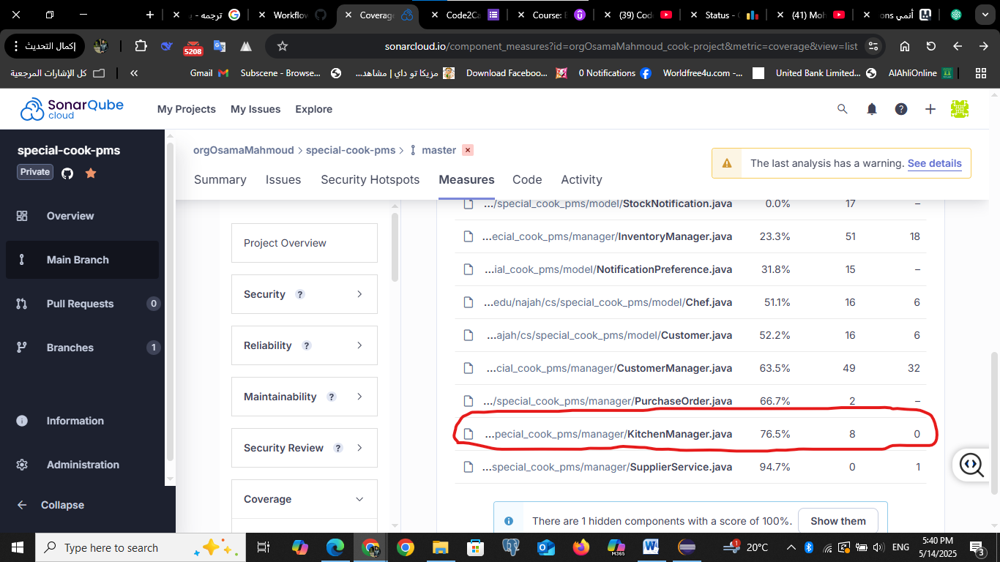 ترجمه - ب
Workflow
Coverage
Code2Ca
Course: E
(39) Cod
Status - (
(41) Moh
أنمي ons
إكمال التحديث
5208
sonarcloud.io/component_measures?id=orgOsamaMahmoud_cook-project&metric=coverage&view=list
كل الإشارات المرجعية
Gmail
Subscene - Browse...
مزيكا تو داي | مشاهد...
Download Faceboo...
0 Notifications
Worldfree4u.com -...
United Bank Limited...
AlAhliOnline
SonarQube
cloud
My Projects
My Issues
Explore
special-cook-pms
Private
orgOsamaMahmoud > special-cook-pms > master
The last analysis has a warning. See details
Summary
Issues
Security Hotspots
Measures
Code
Activity
Overview
Main Branch
Pull Requests 0
Branches 1
Information
Administration
Collapse
Project Overview
Security ?
Reliability ?
Maintainability ?
Security Review ?
Coverage
.../special_cook_pms/model/StockNotification.java 0.0% 17 –
...ecial_cook_pms/manager/InventoryManager.java 23.3% 51 18
...ial_cook_pms/model/NotificationPreference.java 31.8% 15 –
...edu/najah/cs/special_cook_pms/model/Chef.java 51.1% 16 6
...ajah/cs/special_cook_pms/model/Customer.java 52.2% 16 6
...cial_cook_pms/manager/CustomerManager.java 63.5% 49 32
.../special_cook_pms/manager/PurchaseOrder.java 66.7% 2 –
...pecial_cook_pms/manager/KitchenManager.java 76.5% 8 0
...special_cook_pms/manager/SupplierService.java 94.7% 0 1
There are 1 hidden components with a score of 100%. Show them
Type here to search
M365
1
20°C
ENG
5:40 PM
5/14/2025
3